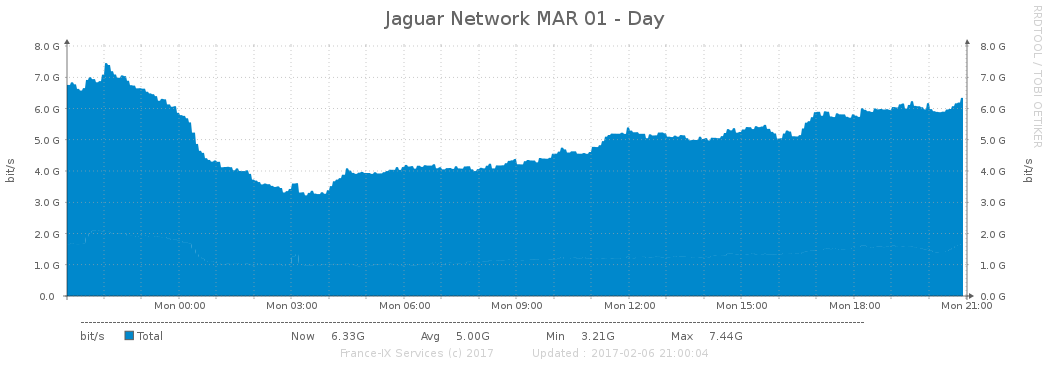 Jaguar Network MAR 01 - Day
RRDTOOL / TOBI OETIKER
bit/s
8.0 G 8.0 G
7.0 G 7.0 G
6.0 G 6.0 G
5.0 G 5.0 G
4.0 G 4.0 G
3.0 G 3.0 G
2.0 G 2.0 G
1.0 G 1.0 G
0.0 0.0 G
bit/s
Mon 00:00 Mon 03:00 Mon 06:00 Mon 09:00 Mon 12:00 Mon 15:00 Mon 18:00 Mon 21:00
bit/s Total Now 6.33G Avg 5.00G Min 3.21G Max 7.44G
France-IX Services (c) 2017 Updated : 2017-02-06 21:00:04